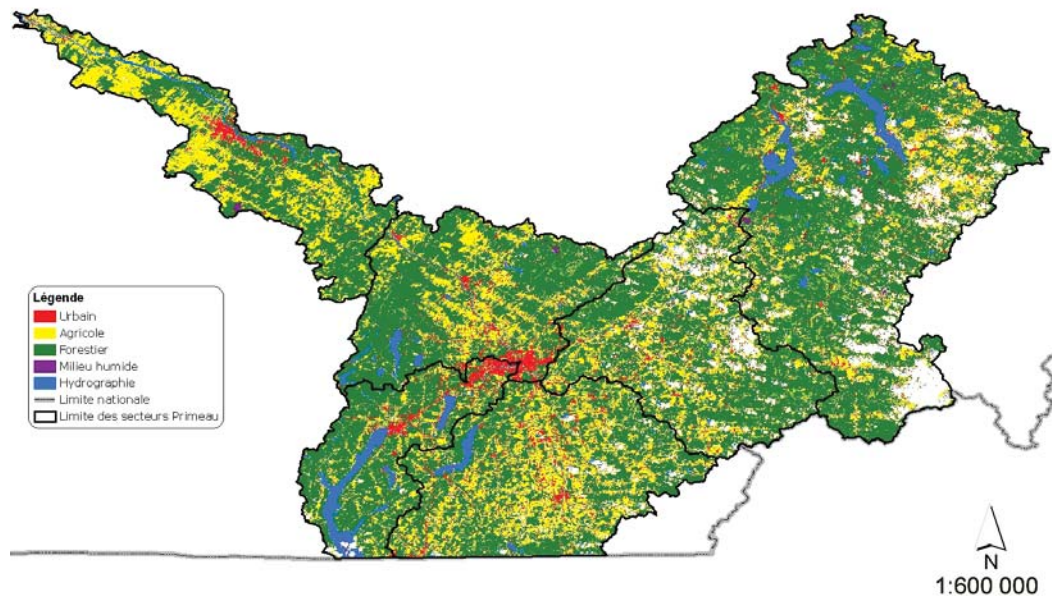 Légende
Urbain
Agricole
Forestier
Milieu humide
Hydrographie
Limite nationale
Limite des secteurs Primeau
N
1:600 000